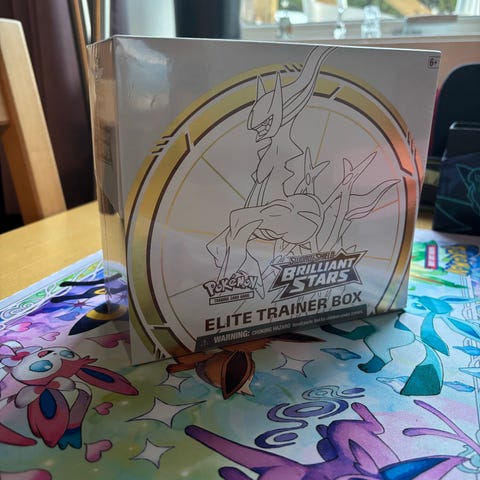 6+
Pokémon
TRADING CARD GAME
SWORD & SHIELD
BRILLIANT
STARS
ELITE TRAINER BOX
WARNING: CHOKING HAZARD